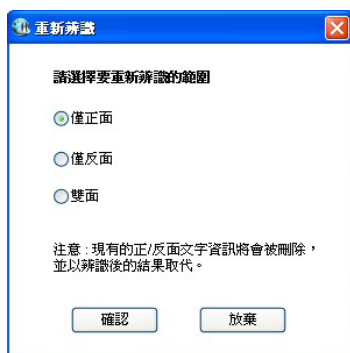 重新辨識
請選擇要重新辨識的範圍
僅正面
僅反面
雙面
注意:現有的正/反面文字資訊將會被刪除，
並以辨識後的結果取代。
確認
放棄